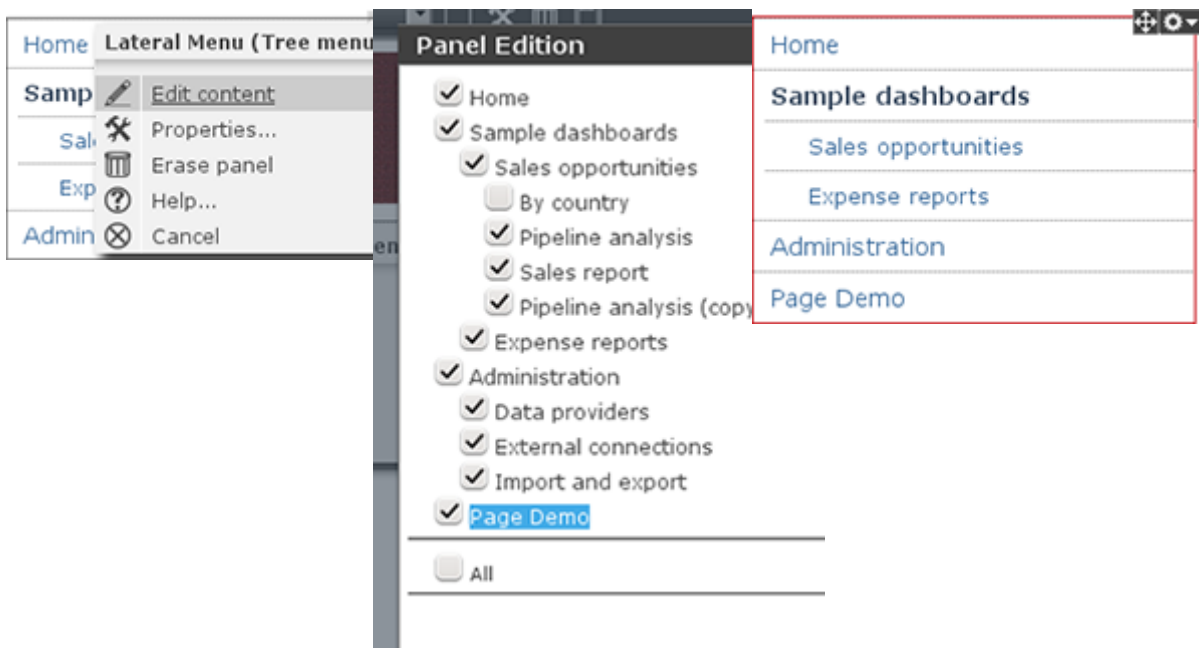 Home
Lateral Menu (Tree menu
Samp
Edit content
Properties...
Erase panel
Exp
Help...
Admin
Cancel
Panel Edition
Home
Sample dashboards
Sales opportunities
By country
Pipeline analysis
Sales report
Pipeline analysis (copy
Expense reports
Administration
Data providers
External connections
Import and export
Page Demo
All
Home
Sample dashboards
Sales opportunities
Expense reports
Administration
Page Demo